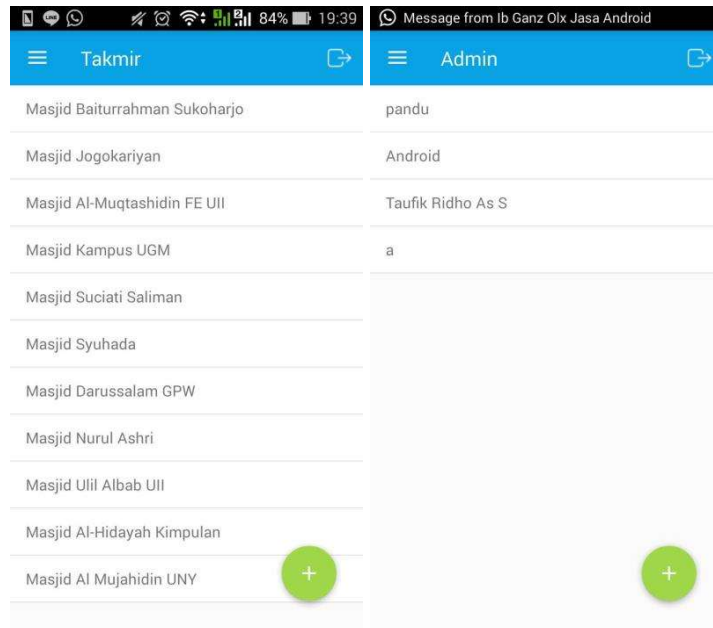 84% 19:39
Takmir
Masjid Baiturrahman Sukoharjo
Masjid Jogokariyan
Masjid Al-Muqtashidin FE UII
Masjid Kampus UGM
Masjid Suciati Saliman
Masjid Syuhada
Masjid Darussalam GPW
Masjid Nurul Ashri
Masjid Ulil Albab UII
Masjid Al-Hidayah Kimpulan
Masjid Al Mujahidin UNY
+
Message from Ib Ganz Olx Jasa Android
Admin
pandu
Android
Taufik Ridho As S
a
+